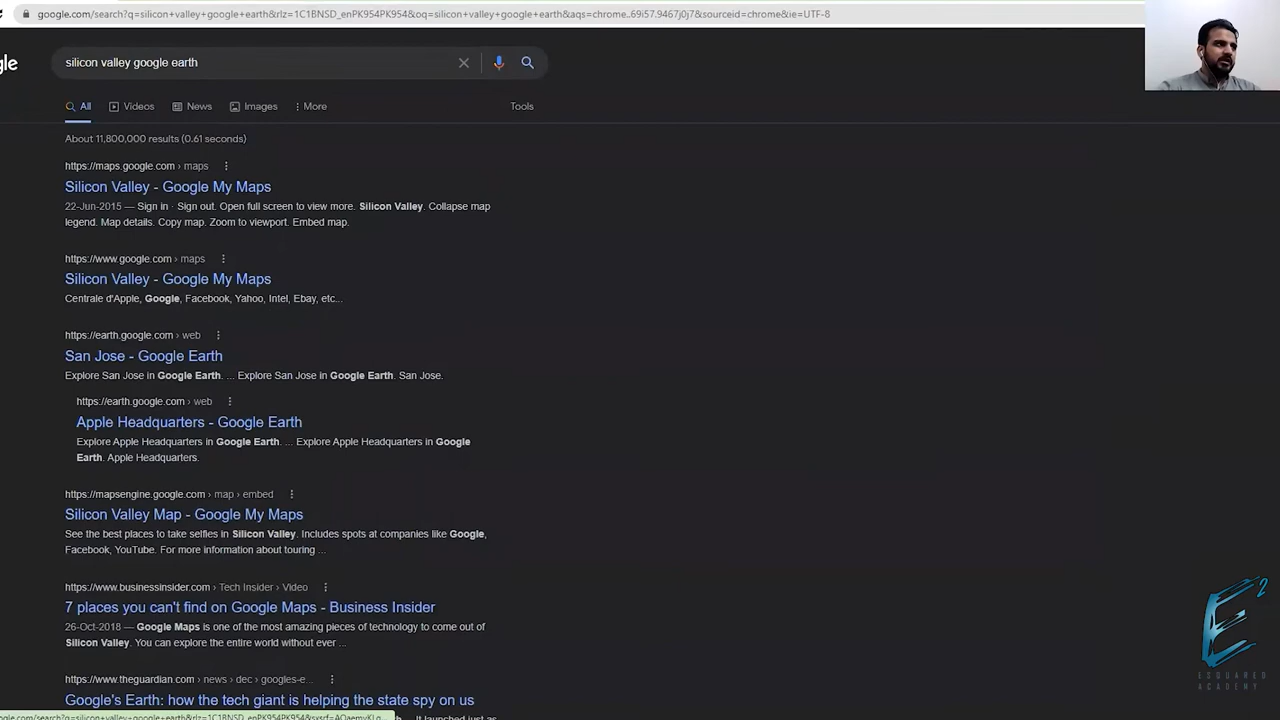 google.com/search?q=silicon+valley+google+earth&rlz=1C1BNSD_enPK954PK954&oq=silicon+valley+google+earth&aqs=chrome..69i57.9467j0j7&sourceid=chrome&ie=UTF-8
gle
silicon valley google earth
All Videos News Images More Tools
About 11,800,000 results (0.61 seconds)
https://maps.google.com › maps
Silicon Valley - Google My Maps
22-Jun-2015 — Sign in · Sign out. Open full screen to view more. Silicon Valley. Collapse map
legend. Map details. Copy map. Zoom to viewport. Embed map.
https://www.google.com › maps
Silicon Valley - Google My Maps
Centrale d'Apple, Google, Facebook, Yahoo, Intel, Ebay, etc...
https://earth.google.com › web
San Jose - Google Earth
Explore San Jose in Google Earth. ... Explore San Jose in Google Earth. San Jose.
https://earth.google.com › web
Apple Headquarters - Google Earth
Explore Apple Headquarters in Google Earth. ... Explore Apple Headquarters in Google
Earth. Apple Headquarters.
https://mapsengine.google.com › map › embed
Silicon Valley Map - Google My Maps
See the best places to take selfies in Silicon Valley. Includes spots at companies like Google,
Facebook, YouTube. For more information about touring ...
https://www.businessinsider.com › Tech Insider › Video
7 places you can't find on Google Maps - Business Insider
26-Oct-2018 — Google Maps is one of the most amazing pieces of technology to come out of
Silicon Valley. You can explore the entire world without ever ...
https://www.theguardian.com › news › dec › googles-e...
Google's Earth: how the tech giant is helping the state spy on us
E2
ESQUARED
ACADEMY